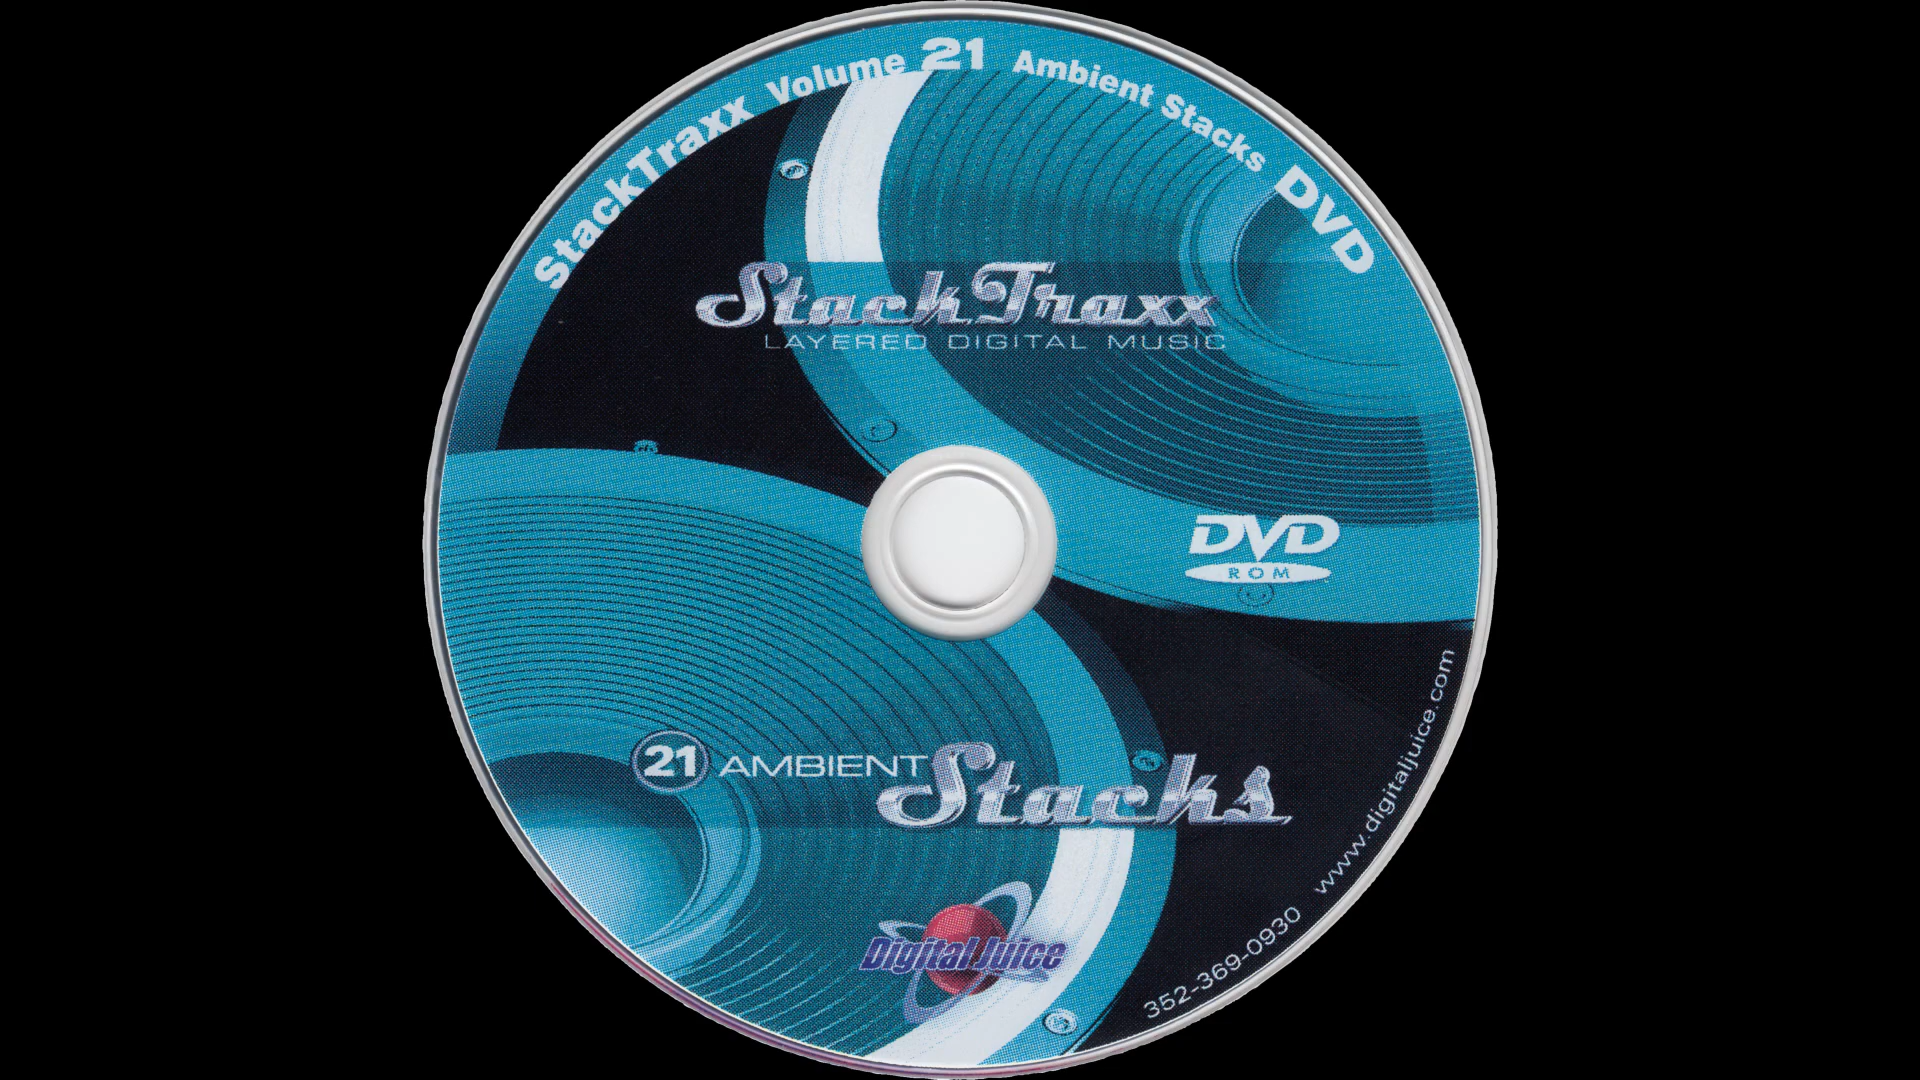 StackTraxx Volume 21 Ambient Stacks DVD
StackTraxx
LAYERED DIGITAL MUSIC
DVD
ROM
21 AMBIENT Stacks
Digital Juice
www.digitaljuice.com
352-369-0930